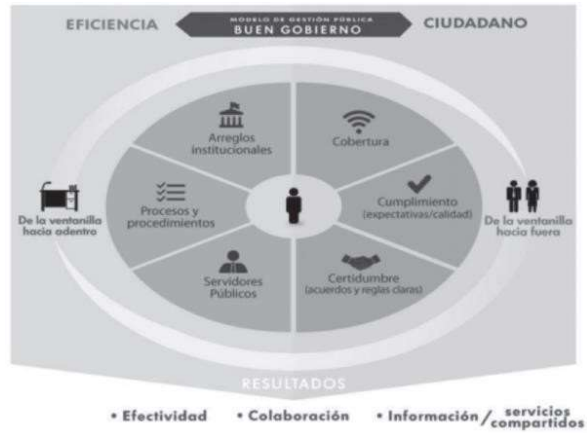 EFICIENCIA
MODELO DE GESTIÓN PÚBLICA
BUEN GOBIERNO
CIUDADANO
Arreglos
institucionales
Cobertura
De la ventanilla
hacia adentro
Procesos y
procedimientos
Cumplimiento
(expectativas/calidad)
De la ventanilla
hacia fuera
Servidores
Públicos
Certidumbre
(acuerdos y reglas claras)
RESULTADOS
• Efectividad
• Colaboración
• Información/servicios
compartidos